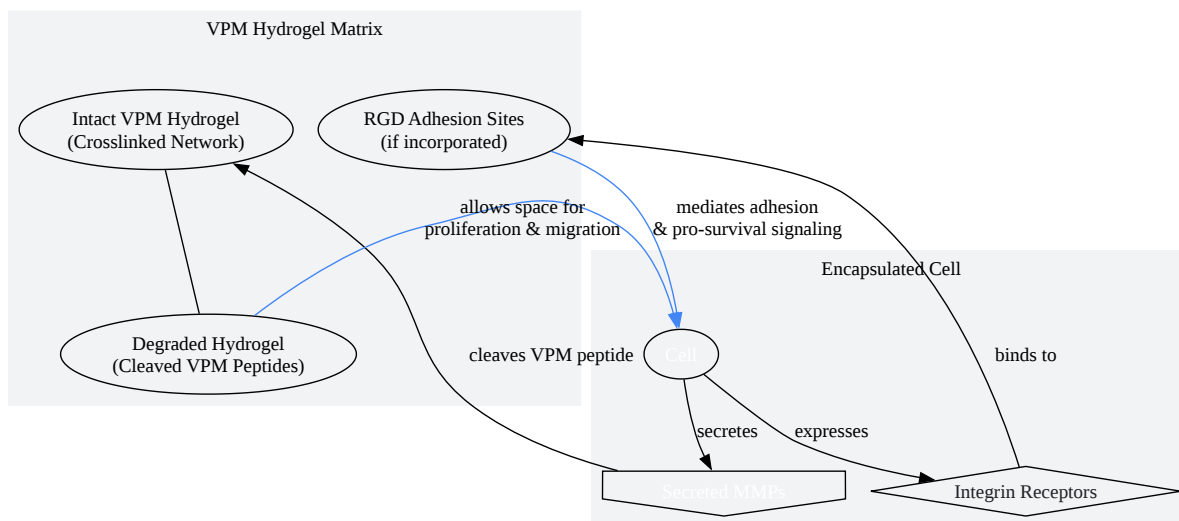 VPM Hydrogel Matrix
Intact VPM Hydrogel
(Crosslinked Network)
RGD Adhesion Sites
(if incorporated)
allows space for
proliferation & migration
mediates adhesion
& pro-survival signaling
Encapsulated Cell
Degraded Hydrogel
(Cleaved VPM Peptides)
cleaves VPM peptide
Cell
binds to
secretes
expresses
Secreted MMPs
Integrin Receptors